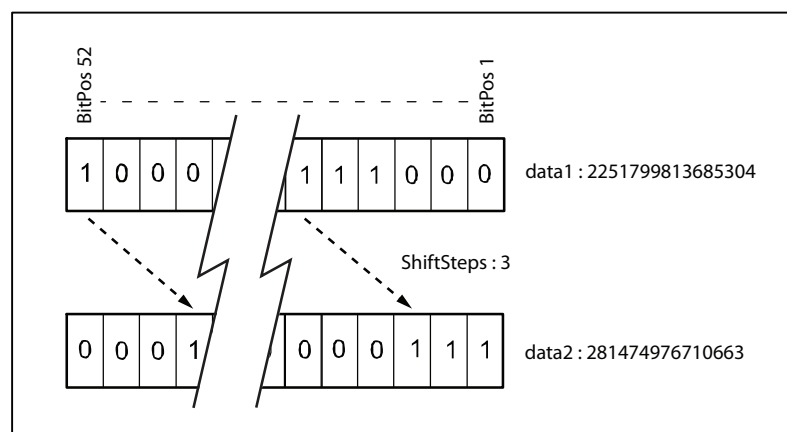 BitPos 52
BitPos 1
1 0 0 0 1 1 1 0 0 0
data1 : 2251799813685304
ShiftSteps : 3
0 0 0 1 0 0 0 1 1 1
data2 : 281474976710663